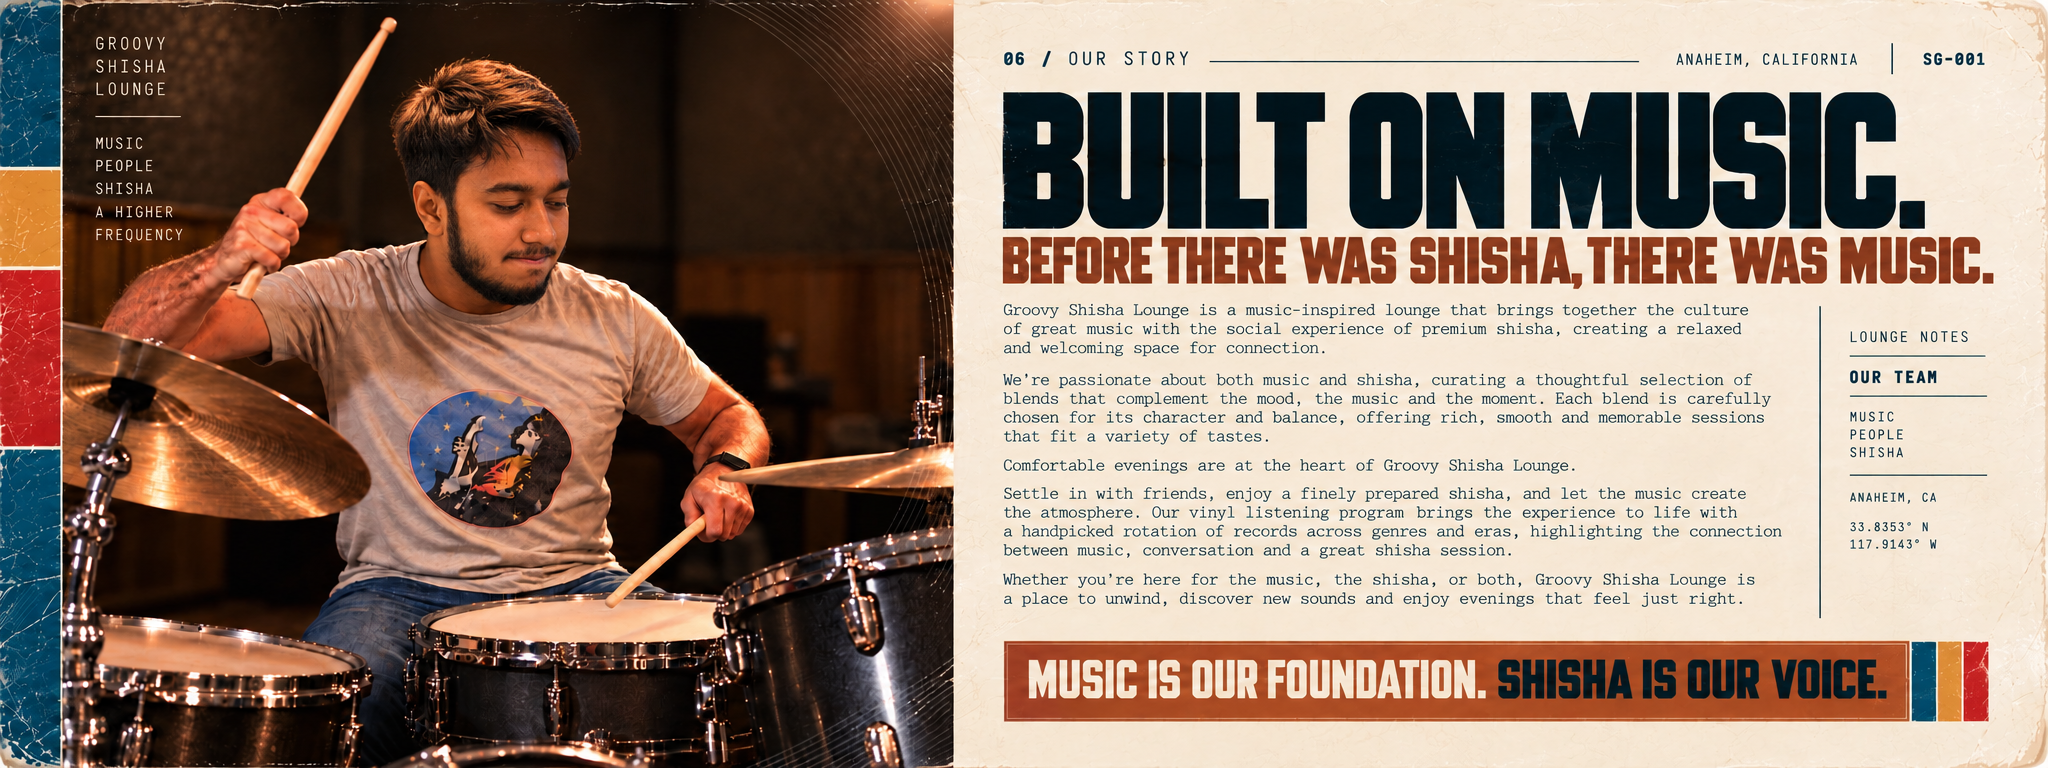 GROOVY
SHISHA
LOUNGE
MUSIC
PEOPLE
SHISHA
A HIGHER
FREQUENCY
06 / OUR STORY
ANAHEIM, CALIFORNIA
SG-001
BUILT ON MUSIC.
BEFORE THERE WAS SHISHA, THERE WAS MUSIC.
Groovy Shisha Lounge is a music-inspired lounge that brings together the culture
of great music with the social experience of premium shisha, creating a relaxed
and welcoming space for connection.
We're passionate about both music and shisha, curating a thoughtful selection of
blends that complement the mood, the music and the moment. Each blend is carefully
chosen for its character and balance, offering rich, smooth and memorable sessions
that fit a variety of tastes.
Comfortable evenings are at the heart of Groovy Shisha Lounge.
Settle in with friends, enjoy a finely prepared shisha, and let the music create
the atmosphere. Our vinyl listening program brings the experience to life with
a handpicked rotation of records across genres and eras, highlighting the connection
between music, conversation and a great shisha session.
Whether you're here for the music, the shisha, or both, Groovy Shisha Lounge is
a place to unwind, discover new sounds and enjoy evenings that feel just right.
LOUNGE NOTES
OUR TEAM
MUSIC
PEOPLE
SHISHA
ANAHEIM, CA
33.8353° N
117.9143° W
MUSIC IS OUR FOUNDATION. SHISHA IS OUR VOICE.